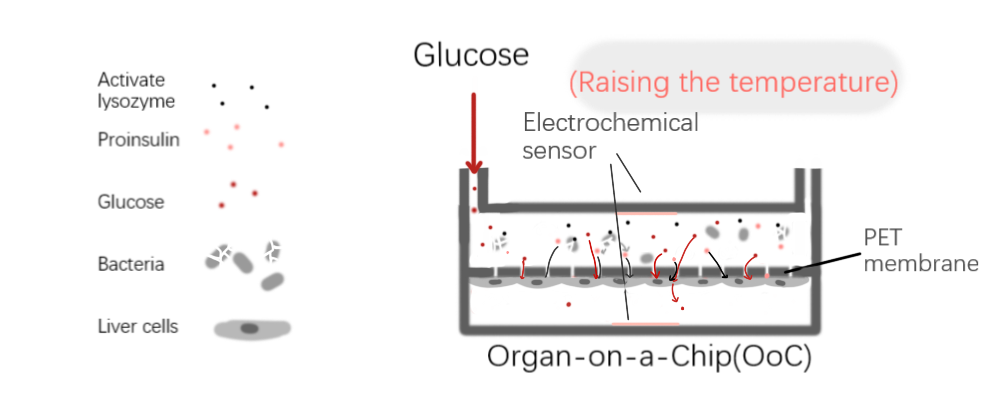 Activate
lysozyme
Proinsulin
Glucose
Bacteria
Liver cells
Glucose
(Raising the temperature)
Electrochemical
sensor
PET
membrane
Organ-on-a-Chip(OoC)